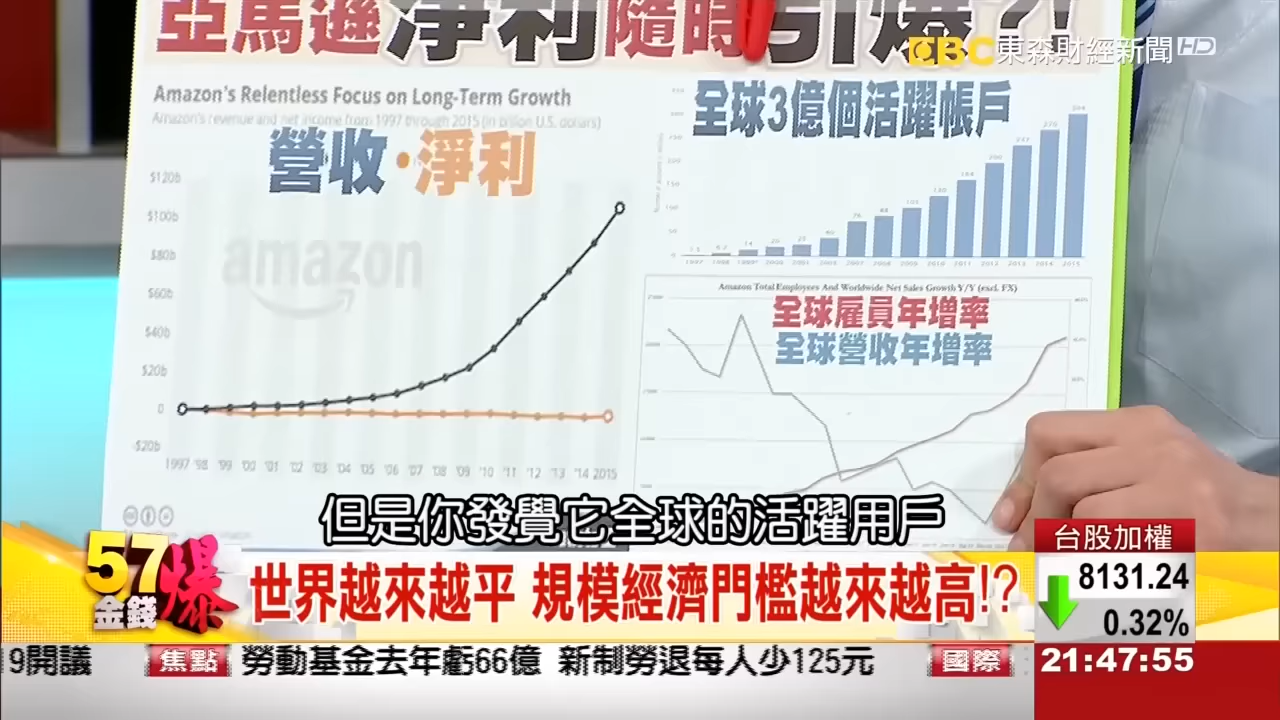 亞馬遜淨利隨時引爆?!
EBC 東森財經新聞 HD
Amazon's Relentless Focus on Long-Term Growth
Amazon's revenue and net income from 1997 through 2015 (in billion U.S. dollars)
營收·淨利
$120b
$100b
$80b
$60b
$40b
$20b
0
-$20b
amazon
1997 '98 '99 '00 '01 '02 '03 '04 '05 '06 '07 '08 '09 '10 '11 '12 '13 '14 2015
全球3億個活躍帳戶
Amazon Total Employees And Worldwide Net Sales Growth Y/Y (excl. FX)
全球雇員年增率
全球營收年增率
但是你發覺它全球的活躍用戶
57金錢爆
世界越來越平 規模經濟門檻越來越高!?
台股加權
8131.24
0.32%
9開議 焦點 勞動基金去年虧66億 新制勞退每人少125元 國際
21:47:55